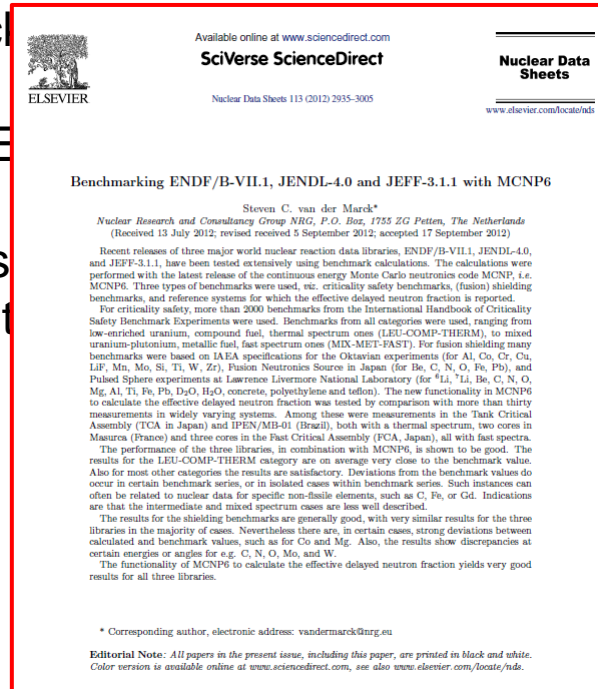 Available online at www.sciencedirect.com
SciVerse ScienceDirect
ELSEVIER
Nuclear Data Sheets 113 (2012) 2935–3005
Nuclear Data
Sheets
www.elsevier.com/locate/nds
Benchmarking ENDF/B-VII.1, JENDL-4.0 and JEFF-3.1.1 with MCNP6
Steven C. van der Marck*
Nuclear Research and Consultancy Group NRG, P.O. Box, 1755 ZG Petten, The Netherlands
(Received 13 July 2012; revised received 5 September 2012; accepted 17 September 2012)
Recent releases of three major world nuclear reaction data libraries, ENDF/B-VII.1, JENDL-4.0,
and JEFF-3.1.1, have been tested extensively using benchmark calculations. The calculations were
performed with the latest release of the continuous energy Monte Carlo neutronics code MCNP, i.e.
MCNP6. Three types of benchmarks were used, viz. criticality safety benchmarks, (fusion) shielding
benchmarks, and reference systems for which the effective delayed neutron fraction is reported.
For criticality safety, more than 2000 benchmarks from the International Handbook of Criticality
Safety Benchmark Experiments were used. Benchmarks from all categories were used, ranging from
low-enriched uranium, compound fuel, thermal spectrum ones (LEU-COMP-THERM), to mixed
uranium-plutonium, metallic fuel, fast spectrum ones (MIX-MET-FAST). For fusion shielding many
benchmarks were based on IAEA specifications for the Oktavian experiments (for Al, Co, Cr, Cu,
LiF, Mn, Mo, Si, Ti, W, Zr), Fusion Neutronics Source in Japan (for Be, C, N, O, Fe, Pb), and
Pulsed Sphere experiments at Lawrence Livermore National Laboratory (for ⁶Li, ⁷Li, Be, C, N, O,
Mg, Al, Ti, Fe, Pb, D₂O, H₂O, concrete, polyethylene and teflon). The new functionality in MCNP6
to calculate the effective delayed neutron fraction was tested by comparison with more than thirty
measurements in widely varying systems. Among these were measurements in the Tank Critical
Assembly (TCA in Japan) and IPEN/MB-01 (Brazil), both with a thermal spectrum, two cores in
Masurca (France) and three cores in the Fast Critical Assembly (FCA, Japan), all with fast spectra.
The performance of the three libraries, in combination with MCNP6, is shown to be good. The
results for the LEU-COMP-THERM category are on average very close to the benchmark value.
Also for most other categories the results are satisfactory. Deviations from the benchmark values do
occur in certain benchmark series, or in isolated cases within benchmark series. Such instances can
often be related to nuclear data for specific non-fissile elements, such as C, Fe, or Gd. Indications
are that the intermediate and mixed spectrum cases are less well described.
The results for the shielding benchmarks are generally good, with very similar results for the three
libraries in the majority of cases. Nevertheless there are, in certain cases, strong deviations between
calculated and benchmark values, such as for Co and Mg. Also, the results show discrepancies at
certain energies or angles for e.g. C, N, O, Mo, and W.
The functionality of MCNP6 to calculate the effective delayed neutron fraction yields very good
results for all three libraries.
* Corresponding author, electronic address: vandermarck@nrg.eu
Editorial Note: All papers in the present issue, including this paper, are printed in black and white.
Color version is available online at www.sciencedirect.com, see also www.elsevier.com/locate/nds.